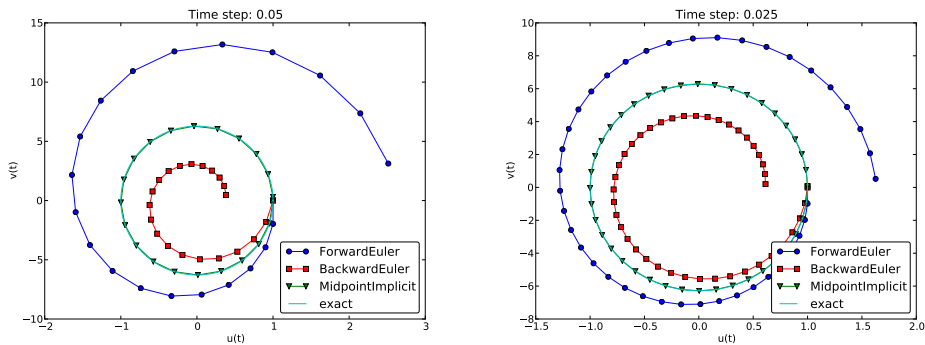 Time step: 0.05
15
10
5
0
−5
−10
v(t)
−2
−1
0
1
2
3
u(t)
ForwardEuler
BackwardEuler
MidpointImplicit
exact
Time step: 0.025
10
8
6
4
2
0
−2
−4
−6
−8
v(t)
−1.5
−1.0
−0.5
0.0
0.5
1.0
1.5
2.0
u(t)
ForwardEuler
BackwardEuler
MidpointImplicit
exact